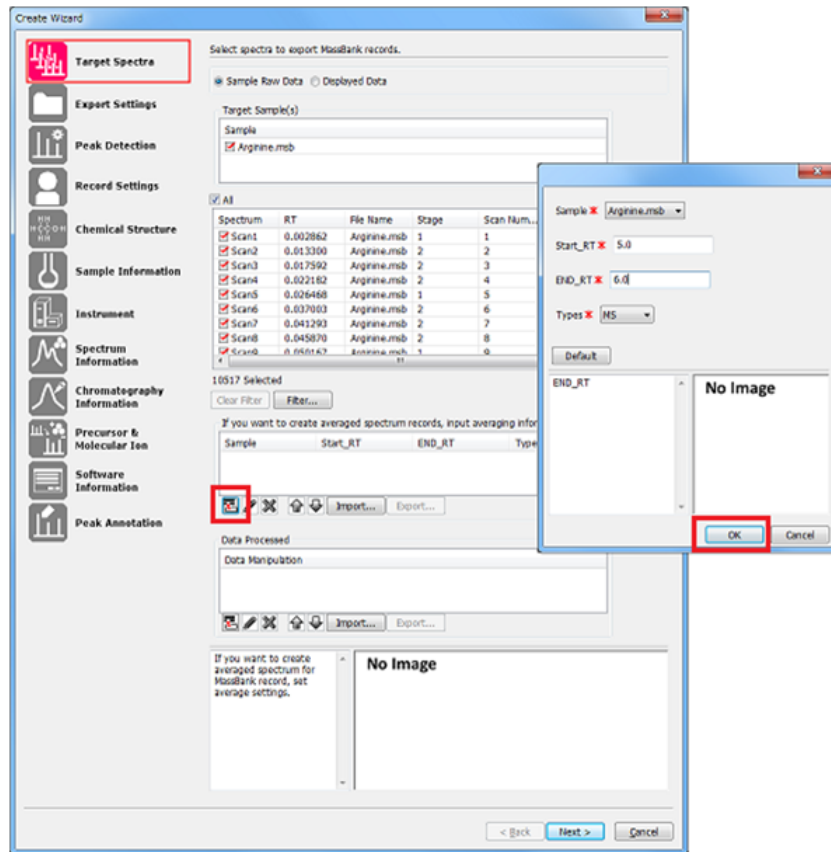 Create Wizard
Target Spectra
Export Settings
Peak Detection
Record Settings
Chemical Structure
Sample Information
Instrument
Spectrum
Information
Chromatography
Information
Precursor &
Molecular Ion
Software
Information
Peak Annotation
Select spectra to export MassBank records.
Sample Raw Data Displayed Data
Target Sample(s)
Sample
Arginine.msb
All
Spectrum RT File Name Stage Scan Num...
Scan1 0.002862 Arginine.msb 1 1
Scan2 0.013300 Arginine.msb 2 2
Scan3 0.017592 Arginine.msb 2 3
Scan4 0.022182 Arginine.msb 2 4
Scan5 0.026468 Arginine.msb 1 5
Scan6 0.037003 Arginine.msb 2 6
Scan7 0.041293 Arginine.msb 2 7
Scan8 0.045870 Arginine.msb 2 8
Scan9 0.050167 Arginine.msb 1 9
10517 Selected
Clear Filter Filter...
If you want to create averaged spectrum records, input averaging infor
Sample Start_RT END_RT Type
Import... Export...
Data Processed
Data Manipulation
Import... Export...
If you want to create
averaged spectrum for
MassBank record, set
average settings.
No Image
< Back Next > Cancel
Sample Arginine.msb
Start_RT 5.0
END_RT 6.0
Types MS
Default
END_RT
No Image
OK Cancel